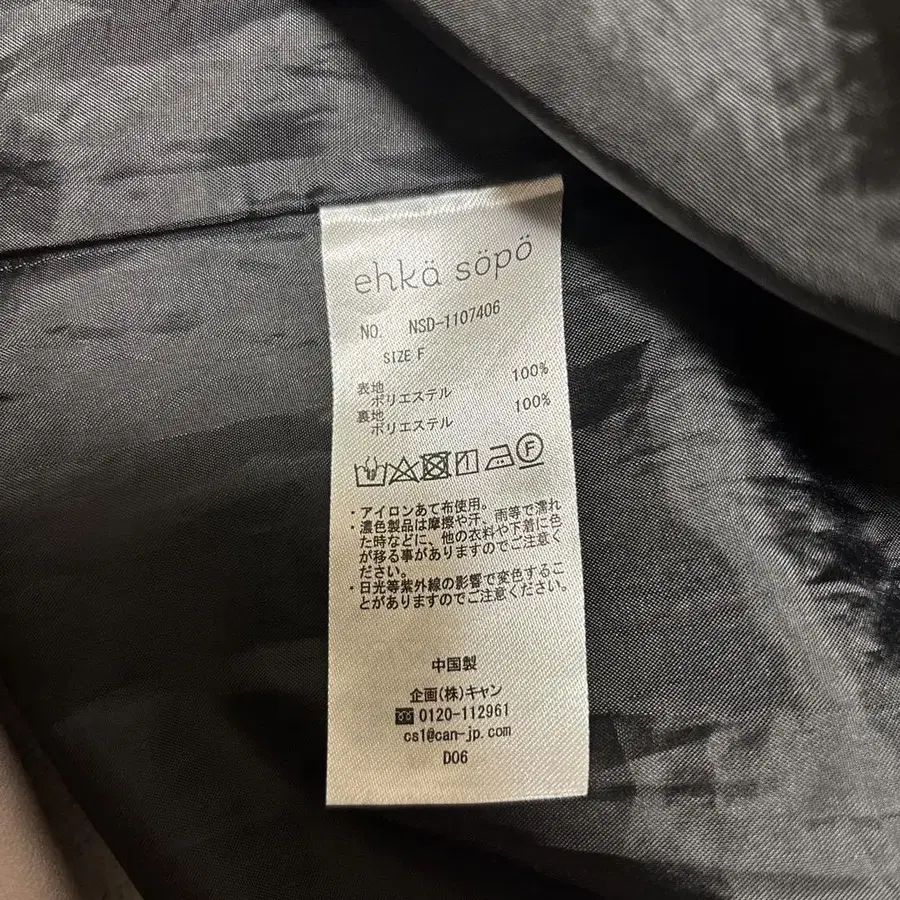 ehkä söpö
NO. NSD-1107406
SIZE F
表地
ポリエステル 100%
裏地
ポリエステル 100%
F
・アイロンあて布使用。
・濃色製品は摩擦や汗、雨等で濡れ
た時などに、他の衣料や下着に色
が移る事がありますのでご注意く
ださい。
・日光等紫外線の影響で変色するこ
とがありますのでご注意ください。
中国製
企画(株)キャン
0120-112961
cs1@can-jp.com
D06